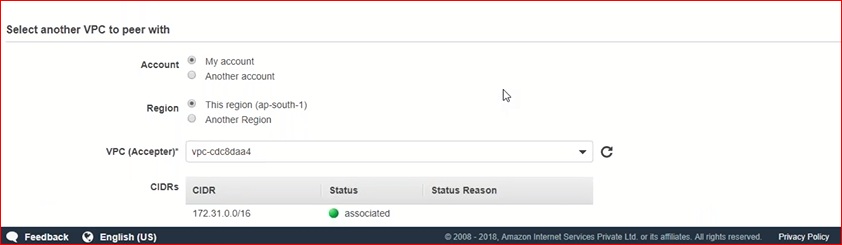 Select another VPC to peer with
Account My account
Another account
Region This region (ap-south-1)
Another Region
VPC (Accepter)* vpc-cdc8daa4
CIDRs CIDR Status Status Reason
172.31.0.0/16 associated
Feedback English (US) © 2008 - 2018, Amazon Internet Services Private Ltd. or its affiliates. All rights reserved. Privacy Policy